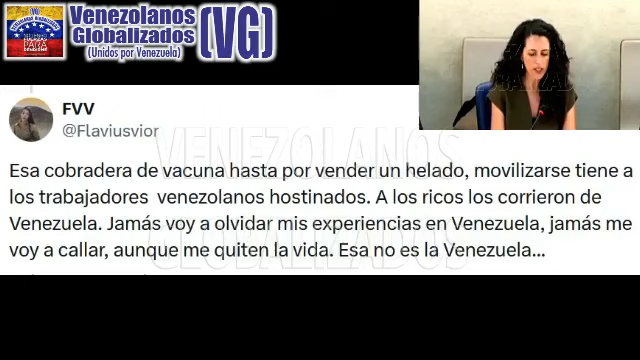 Venezolanos
Globalizados
(Unidos por Venezuela)
(VG)
FVV
@Flaviusvior
Esa cobradera de vacuna hasta por vender un helado, movilizarse tiene a
los trabajadores venezolanos hostinados. A los ricos los corrieron de
Venezuela. Jamás voy a olvidar mis experiencias en Venezuela, jamás me
voy a callar, aunque me quiten la vida. Esa no es la Venezuela...
VENEZOLANOS
GLOBALIZADOS